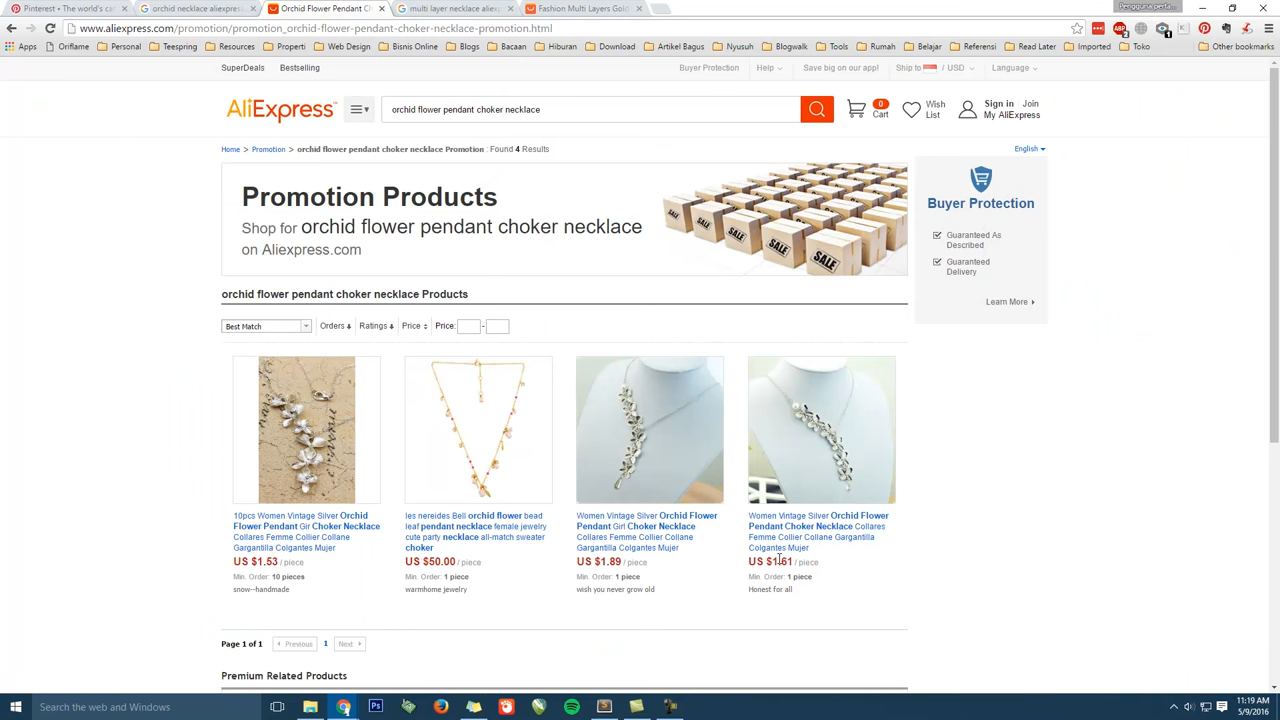 Pinterest • The world's ca
orchid necklace aliexpres
Orchid Flower Pendant Ch
multi layer necklace aliexp
Fashion Multi Layers Gold
www.aliexpress.com/promotion/promotion_orchid-flower-pendant-choker-necklace-promotion.html
Apps Oriflame Personal Teespring Resources Properti Web Design Bisnis Online Blogs Bacaan Hiburan Download Artikel Bagus Nyusuh Blogwalk Tools Rumah Belajar Referensi Read Later Imported Toko Other bookmarks
SuperDeals Bestselling Buyer Protection Help Save big on our app! Ship to / USD Language
AliExpress™ orchid flower pendant choker necklace 0 Cart Wish List Sign in Join My AliExpress
Home > Promotion > orchid flower pendant choker necklace Promotion : Found 4 Results English
Promotion Products
Shop for orchid flower pendant choker necklace
on Aliexpress.com
SALE SALE SALE SALE SALE SALE
Buyer Protection
Guaranteed As
Described
Guaranteed
Delivery
Learn More
orchid flower pendant choker necklace Products
Best Match Orders Ratings Price Price: -
10pcs Women Vintage Silver Orchid
Flower Pendant Gir Choker Necklace
Collares Femme Collier Collane
Gargantilla Colgantes Mujer
US $1.53 / piece
Min. Order: 10 pieces
snow--handmade
les nereides Bell orchid flower bead
leaf pendant necklace female jewelry
cute party necklace all-match sweater
choker
US $50.00 / piece
Min. Order: 1 piece
warmhome jewelry
Women Vintage Silver Orchid Flower
Pendant Girl Choker Necklace
Collares Femme Collier Collane
Gargantilla Colgantes Mujer
US $1.89 / piece
Min. Order: 1 piece
wish you never grow old
Women Vintage Silver Orchid Flower
Pendant Choker Necklace Collares
Femme Collier Collane Gargantilla
Colgantes Mujer
US $1.61 / piece
Min. Order: 1 piece
Honest for all
Page 1 of 1 Previous 1 Next
Premium Related Products
Search the web and Windows
11:19 AM
5/9/2016